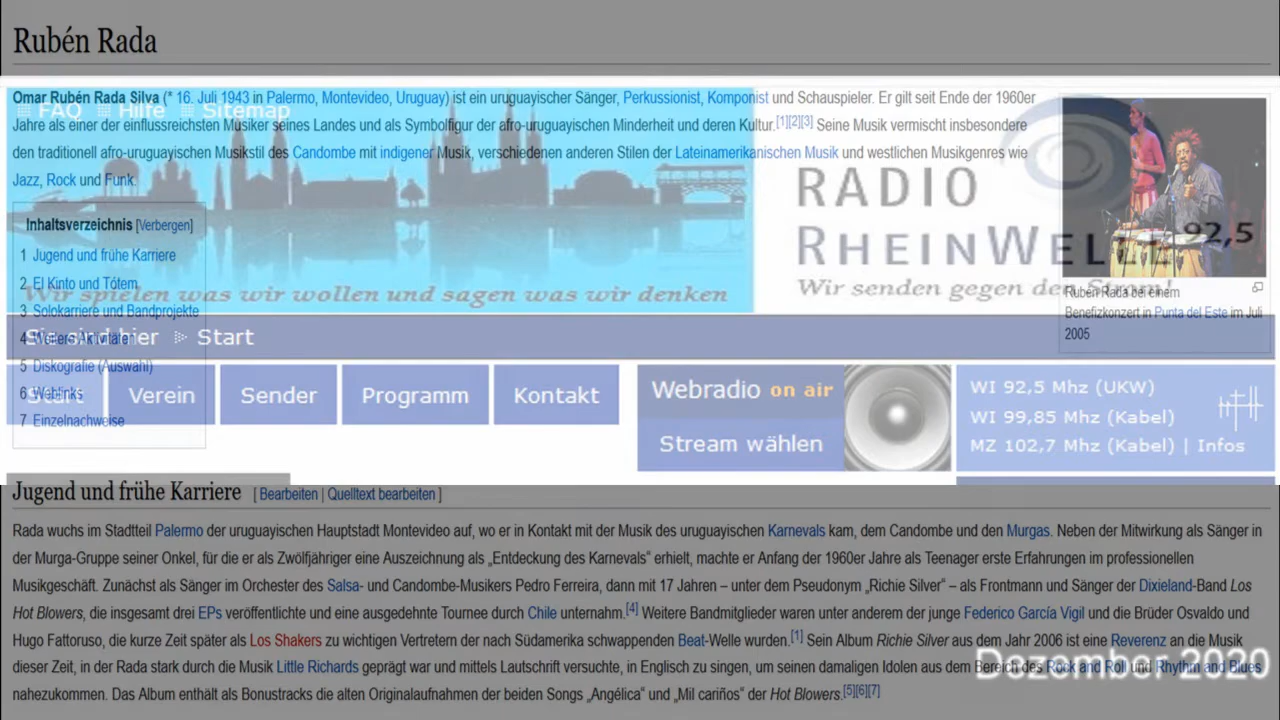 Rubén Rada
Omar Rubén Rada Silva (* 16. Juli 1943 in Palermo, Montevideo, Uruguay) ist ein uruguayischer Sänger, Perkussionist, Komponist und Schauspieler. Er gilt seit Ende der 1960er
Jahre als einer der einflussreichsten Musiker seines Landes und als Symbolfigur der afro-uruguayischen Minderheit und deren Kultur.[1][2][3] Seine Musik vermischt insbesondere
den traditionell afro-uruguayischen Musikstil des Candombe mit indigener Musik, verschiedenen anderen Stilen der Lateinamerikanischen Musik und westlichen Musikgenres wie
Jazz, Rock und Funk.
FAQ Hilfe Sitemap
RADIO
RHEINWELLE
92,5
Wir spielen was wir wollen und sagen was wir denken
Wir senden gegen den Strom!
Rubén Rada bei einem
Benefizkonzert in Punta del Este im Juli
2005
Inhaltsverzeichnis [Verbergen]
1 Jugend und frühe Karriere
2 El Kinto und Tótem
3 Solokarriere und Bandprojekte
4 Weitere Aktivitäten
5 Diskografie (Auswahl)
6 Weblinks
7 Einzelnachweise
Sie sind hier Start
Start Verein Sender Programm Kontakt
Webradio on air
Stream wählen
WI 92,5 Mhz (UKW)
WI 99,85 Mhz (Kabel)
MZ 102,7 Mhz (Kabel) | Infos
Jugend und frühe Karriere [ Bearbeiten | Quelltext bearbeiten ]
Rada wuchs im Stadtteil Palermo der uruguayischen Hauptstadt Montevideo auf, wo er in Kontakt mit der Musik des uruguayischen Karnevals kam, dem Candombe und den Murgas. Neben der Mitwirkung als Sänger in
der Murga-Gruppe seiner Onkel, für die er als Zwölfjähriger eine Auszeichnung als „Entdeckung des Karnevals“ erhielt, machte er Anfang der 1960er Jahre als Teenager erste Erfahrungen im professionellen
Musikgeschäft. Zunächst als Sänger im Orchester des Salsa- und Candombe-Musikers Pedro Ferreira, dann mit 17 Jahren – unter dem Pseudonym „Richie Silver“ – als Frontmann und Sänger der Dixieland-Band Los
Hot Blowers, die insgesamt drei EPs veröffentlichte und eine ausgedehnte Tournee durch Chile unternahm.[4] Weitere Bandmitglieder waren unter anderem der junge Federico García Vigil und die Brüder Osvaldo und
Hugo Fattoruso, die kurze Zeit später als Los Shakers zu wichtigen Vertretern der nach Südamerika schwappenden Beat-Welle wurden.[1] Sein Album Richie Silver aus dem Jahr 2006 ist eine Reverenz an die Musik
dieser Zeit, in der Rada stark durch die Musik Little Richards geprägt war und mittels Lautschrift versuchte, in Englisch zu singen, um seinen damaligen Idolen aus dem Bereich des Rock and Roll und Rhythm and Blues
nahezukommen. Das Album enthält als Bonustracks die alten Originalaufnahmen der beiden Songs „Angélica“ und „Mil cariños“ der Hot Blowers.[5][6][7]
Dezember 2020